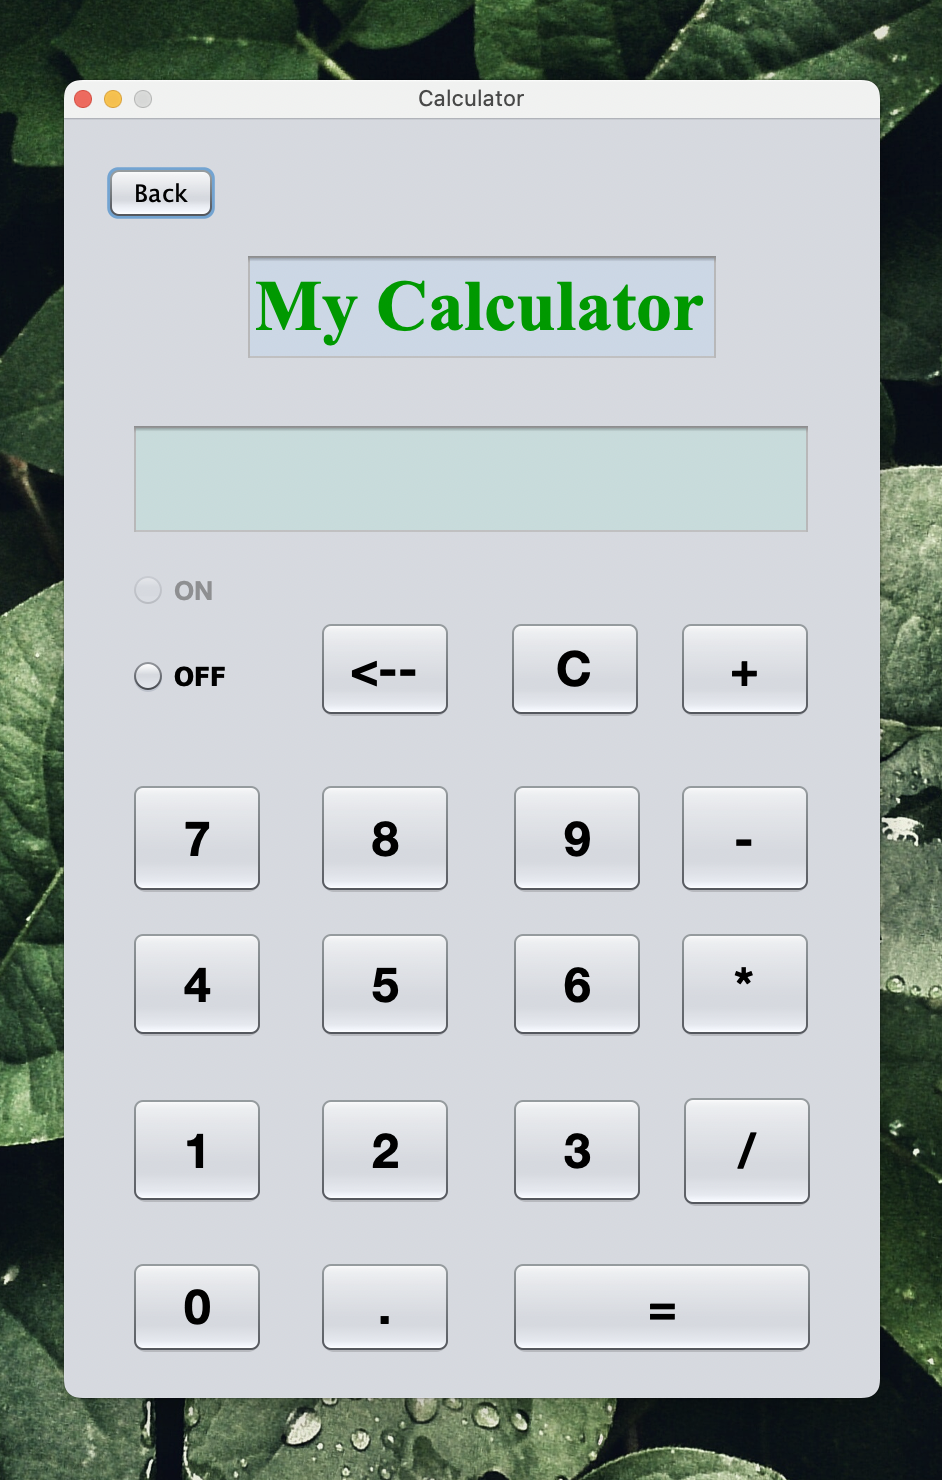 Calculator
Back
My Calculator
ON
OFF <-- C +
7 8 9 -
4 5 6 *
1 2 3 /
0 . =